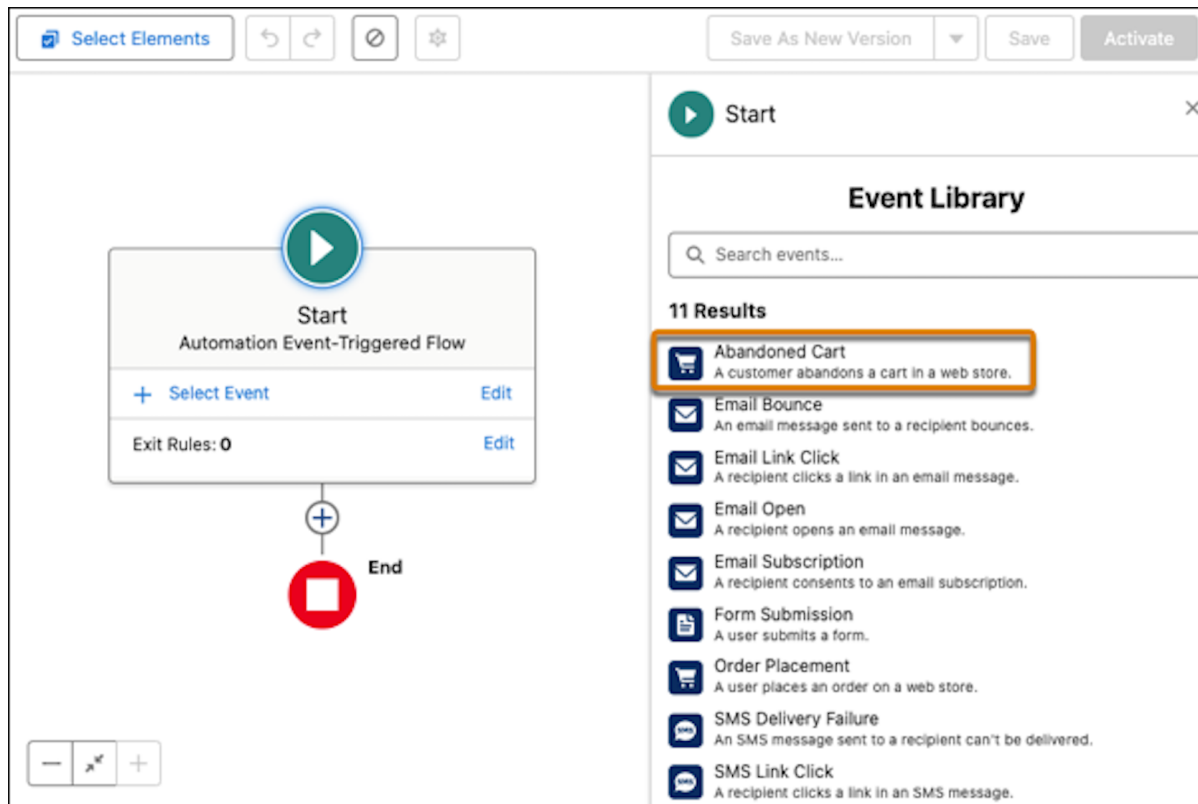 Select Elements
Save As New Version
Save
Activate
Start
Automation Event-Triggered Flow
+ Select Event Edit
Exit Rules: 0 Edit
End
Start
Event Library
Search events...
11 Results
Abandoned Cart
A customer abandons a cart in a web store.
Email Bounce
An email message sent to a recipient bounces.
Email Link Click
A recipient clicks a link in an email message.
Email Open
A recipient opens an email message.
Email Subscription
A recipient consents to an email subscription.
Form Submission
A user submits a form.
Order Placement
A user places an order on a web store.
SMS
SMS Delivery Failure
An SMS message sent to a recipient can't be delivered.
SMS
SMS Link Click
A recipient clicks a link in an SMS message.